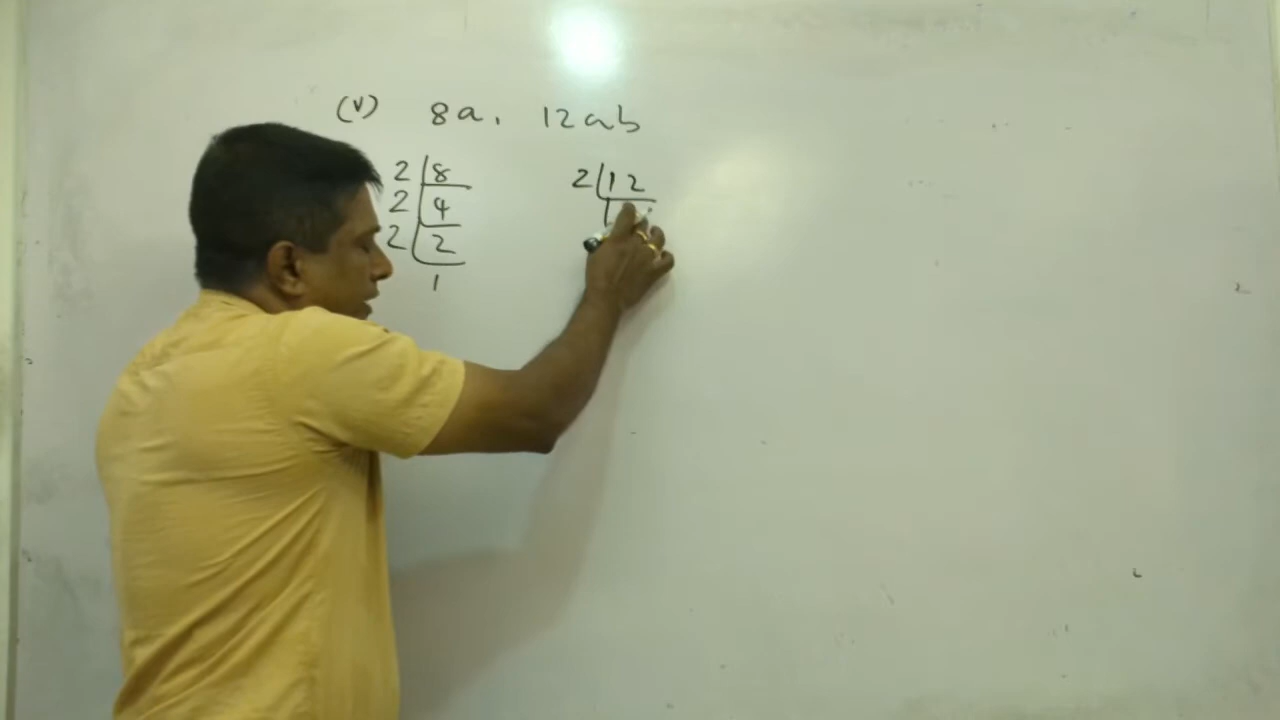 (v) 8a, 12ab
2 | 8 2 | 12
2 | 4
2 | 2
1